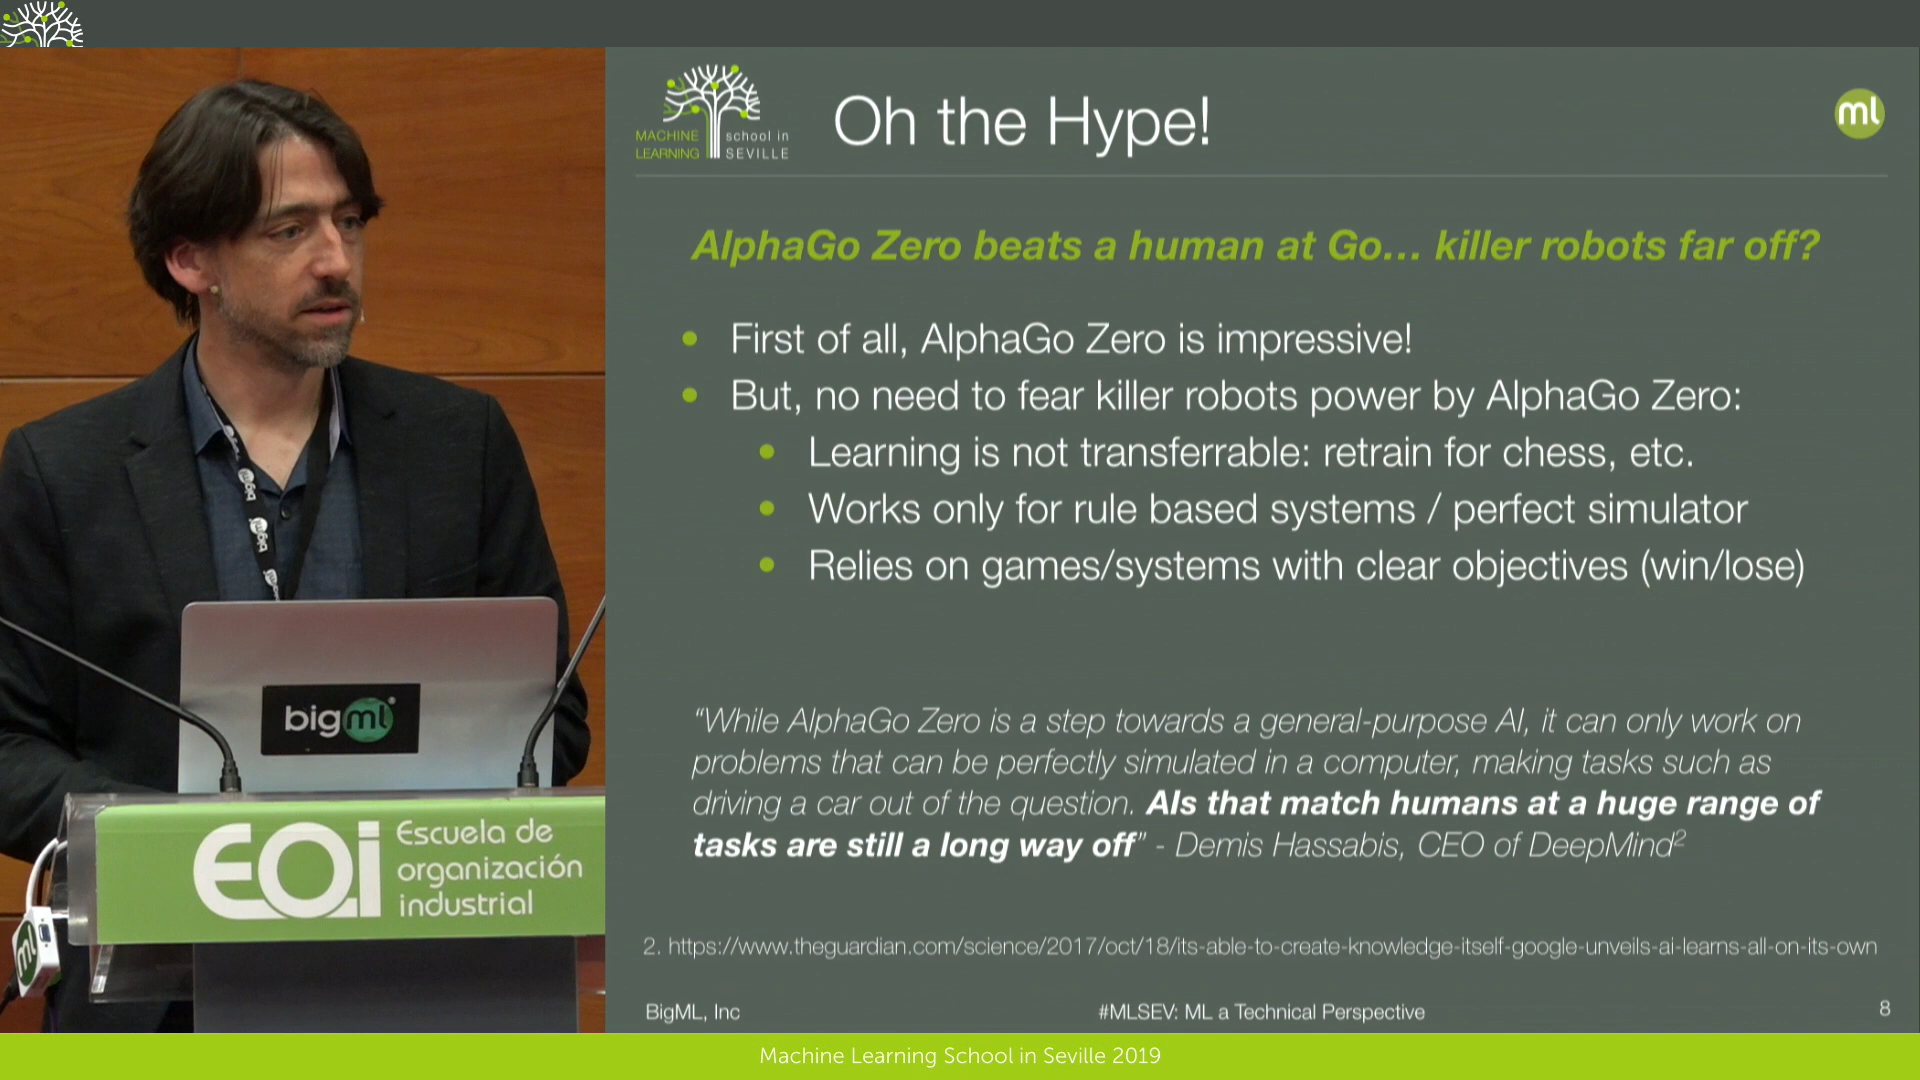 MACHINE school in
LEARNING SEVILLE
Oh the Hype!
ml
AlphaGo Zero beats a human at Go... killer robots far off?
First of all, AlphaGo Zero is impressive!
But, no need to fear killer robots power by AlphaGo Zero:
Learning is not transferrable: retrain for chess, etc.
Works only for rule based systems / perfect simulator
Relies on games/systems with clear objectives (win/lose)
“While AlphaGo Zero is a step towards a general-purpose AI, it can only work on
problems that can be perfectly simulated in a computer, making tasks such as
driving a car out of the question. AIs that match humans at a huge range of
tasks are still a long way off” - Demis Hassabis, CEO of DeepMind2
2. https://www.theguardian.com/science/2017/oct/18/its-able-to-create-knowledge-itself-google-unveils-ai-learns-all-on-its-own
BigML, Inc
#MLSEV: ML a Technical Perspective
8
bigml
EOi
Escuela de
organización
industrial
ml
Machine Learning School in Seville 2019